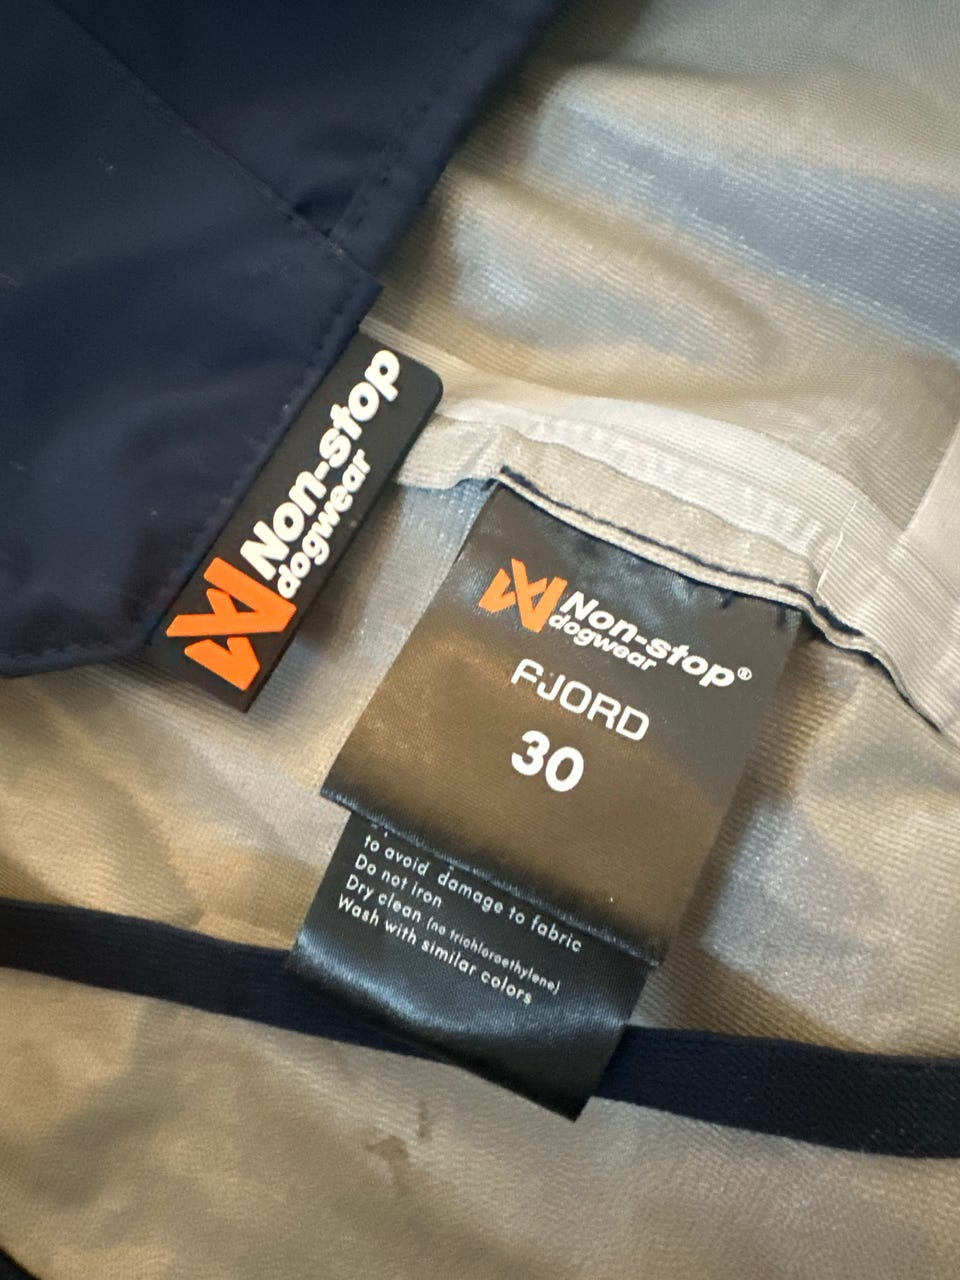 Non-stop
dogwear
Non-stop®
dogwear
FJORD
30
to avoid damage to fabric
Do not iron
Dry clean (no trichloroethylene)
Wash with similar colors